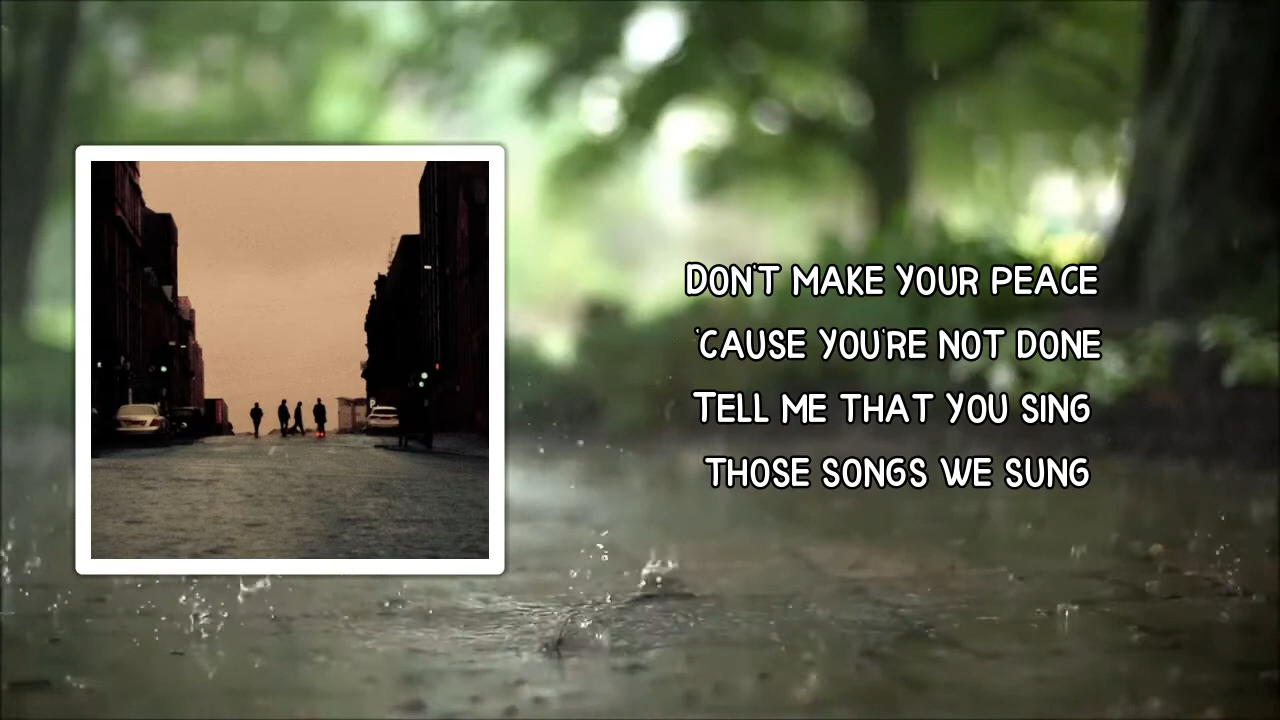 DON'T MAKE YOUR PEACE
'CAUSE YOU'RE NOT DONE
TELL ME THAT YOU SING
THOSE SONGS WE SUNG